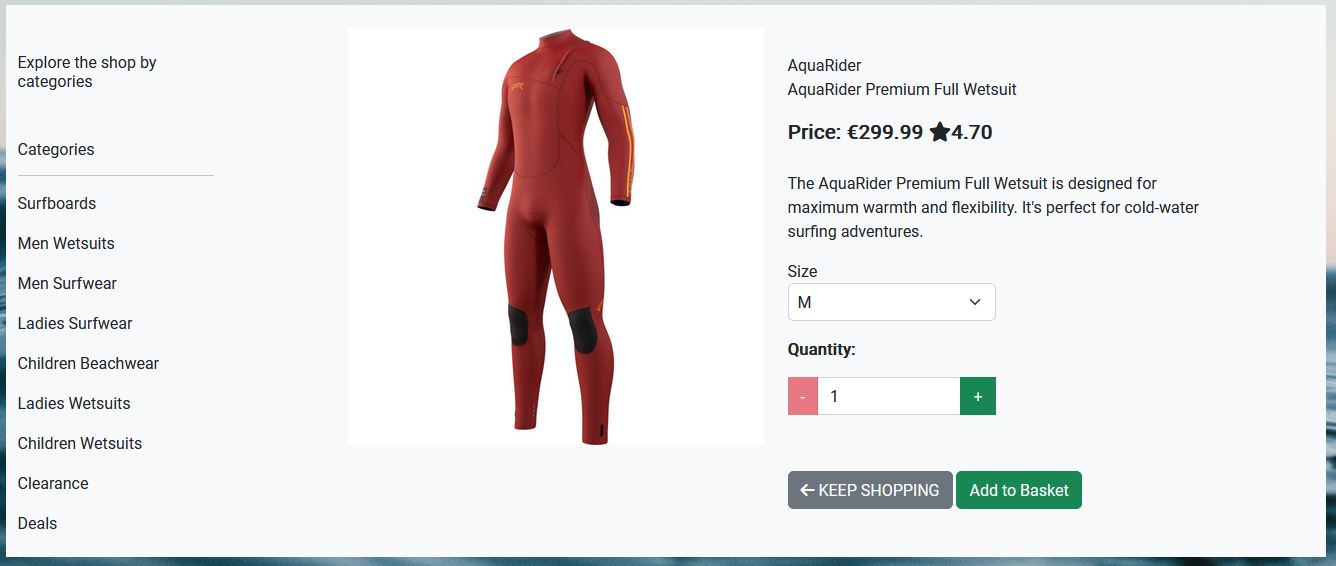 Explore the shop by
categories
Categories
Surfboards
Men Wetsuits
Men Surfwear
Ladies Surfwear
Children Beachwear
Ladies Wetsuits
Children Wetsuits
Clearance
Deals
AquaRider
AquaRider Premium Full Wetsuit
Price: €299.99 ★4.70
The AquaRider Premium Full Wetsuit is designed for
maximum warmth and flexibility. It's perfect for cold-water
surfing adventures.
Size
M
Quantity:
- 1 +
← KEEP SHOPPING Add to Basket